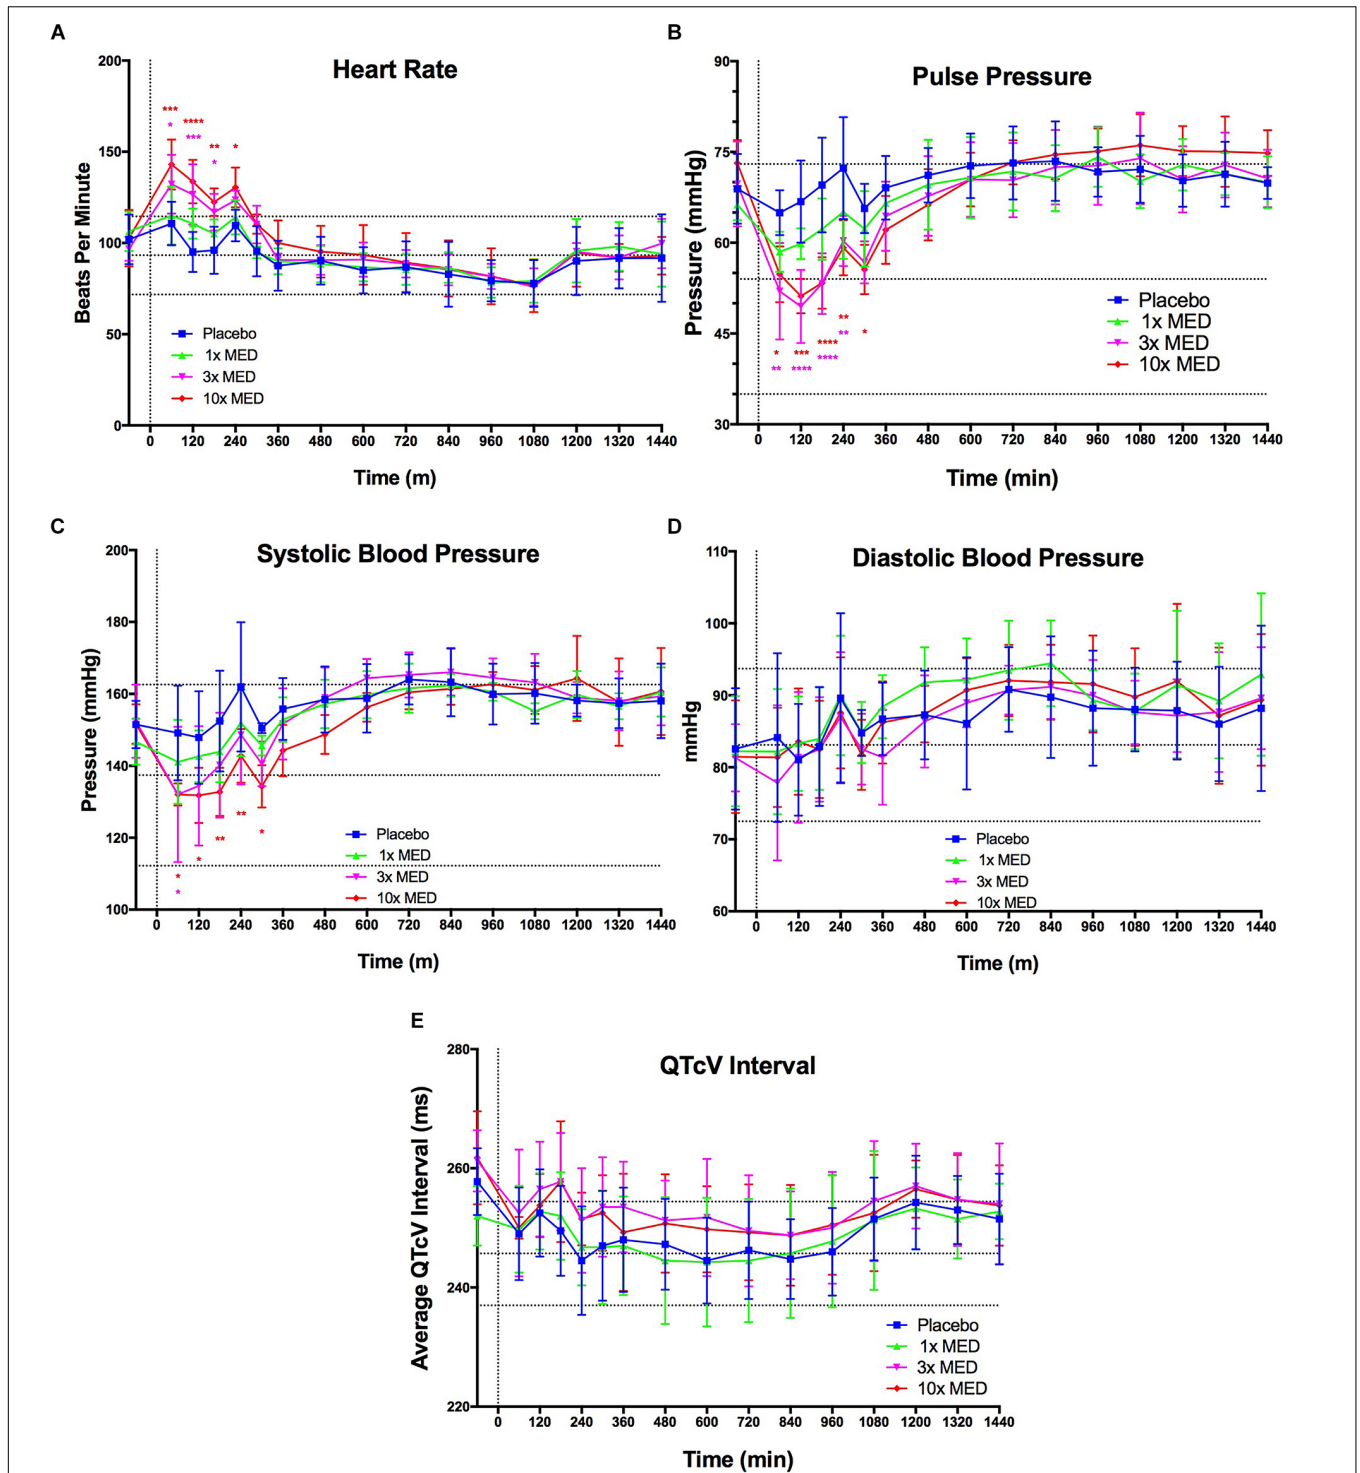 A
Heart Rate
200
150
100
50
0
Beats Per Minute
***
*
****
***
**
*
*
Placebo
1x MED
3x MED
10x MED
0 120 240 360 480 600 720 840 960 1080 1200 1320 1440
Time (m)
B
Pulse Pressure
90
75
60
45
30
Pressure (mmHg)
*
**
***
****
****
****
**
**
*
Placebo
1x MED
3x MED
10x MED
0 120 240 360 480 600 720 840 960 1080 1200 1320 1440
Time (min)
C
Systolic Blood Pressure
200
180
160
140
120
100
Pressure (mmHg)
*
*
*
**
**
*
Placebo
1x MED
3x MED
10x MED
0 120 240 360 480 600 720 840 960 1080 1200 1320 1440
Time (m)
D
Diastolic Blood Pressure
110
100
90
80
70
60
mmHg
Placebo
1x MED
3x MED
10x MED
0 120 240 360 480 600 720 840 960 1080 1200 1320 1440
Time (m)
E
QTcV Interval
280
260
240
220
Average QTcV Interval (ms)
Placebo
1x MED
3x MED
10x MED
0 120 240 360 480 600 720 840 960 1080 1200 1320 1440
Time (min)